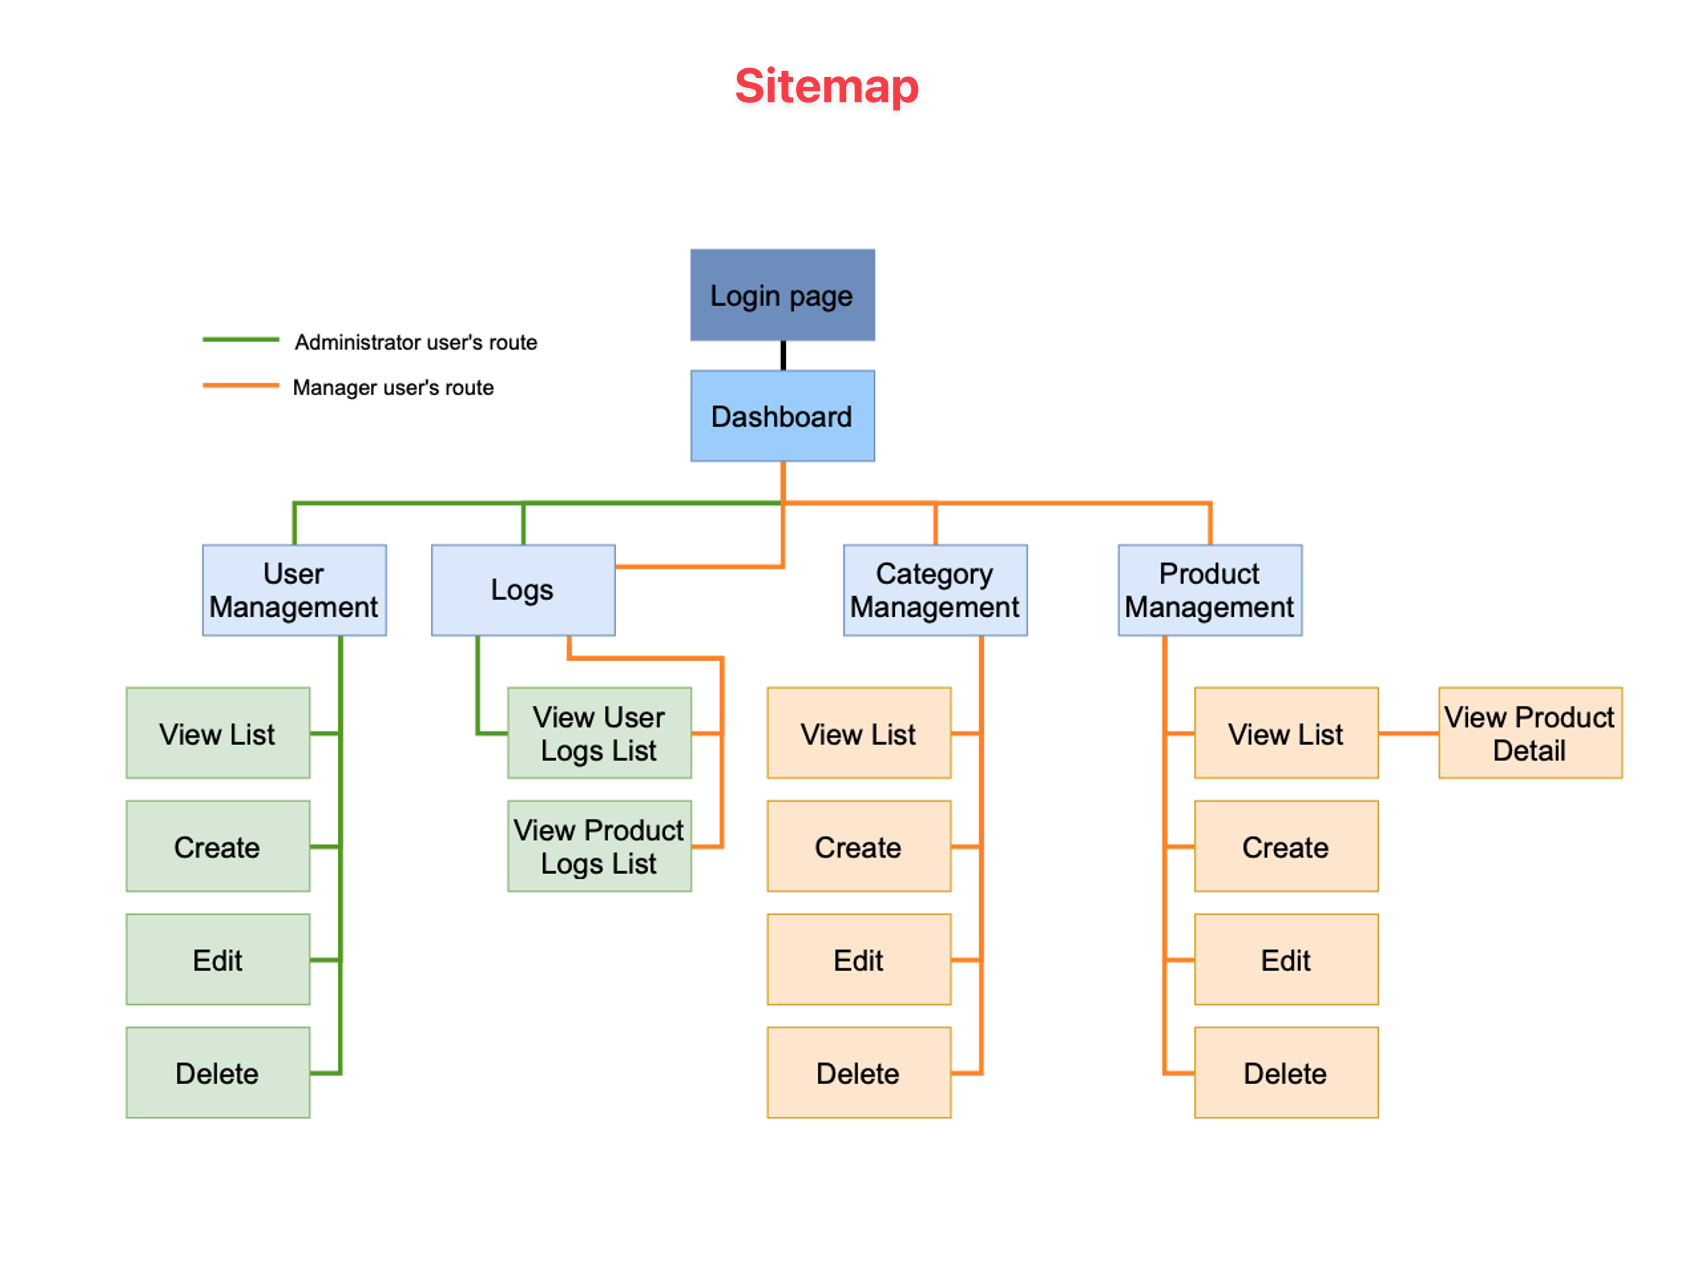 Sitemap
Login page
Administrator user's route
Manager user's route
Dashboard
User
Management
Logs
Category
Management
Product
Management
View List
Create
Edit
Delete
View User
Logs List
View Product
Logs List
View List
Create
Edit
Delete
View List
Create
Edit
Delete
View Product
Detail